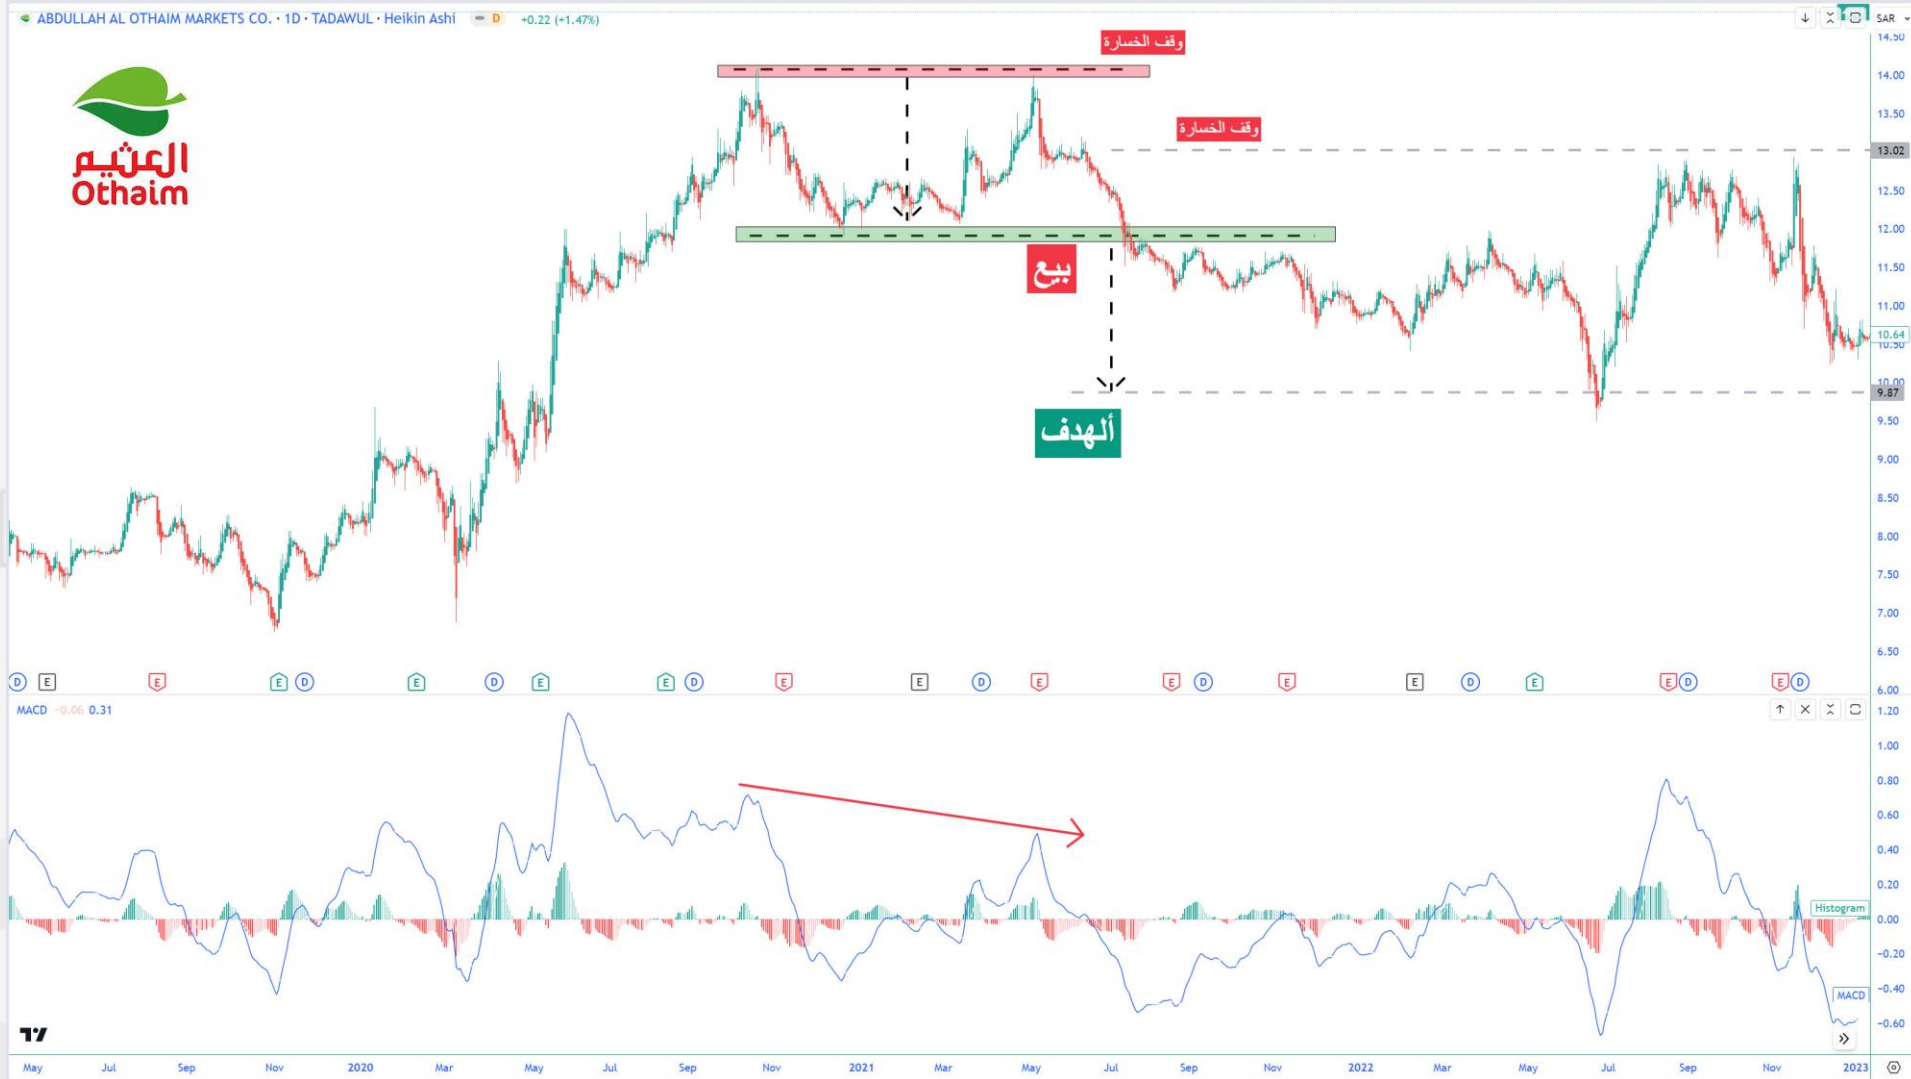 ABDULLAH AL OTHAIM MARKETS CO. · 1D · TADAWUL · Heikin Ashi D +0.22 (+1.47%)
SAR
العثيم
Othaim
وقف الخسارة
وقف الخسارة
بيع
ألهدف
14.50
14.00
13.50
13.02
12.50
12.00
11.50
11.00
10.64
10.50
10.00
9.87
9.50
9.00
8.50
8.00
7.50
7.00
6.50
6.00
D E E E D E D E E D E E D E E D E E D E E D E D
MACD -0.06 0.31
1.20
1.00
0.80
0.60
0.40
0.20
Histogram
0.00
-0.20
-0.40
MACD
-0.60
May Jul Sep Nov 2020 Mar May Jul Sep Nov 2021 Mar May Jul Sep Nov 2022 Mar May Jul Sep Nov 2023